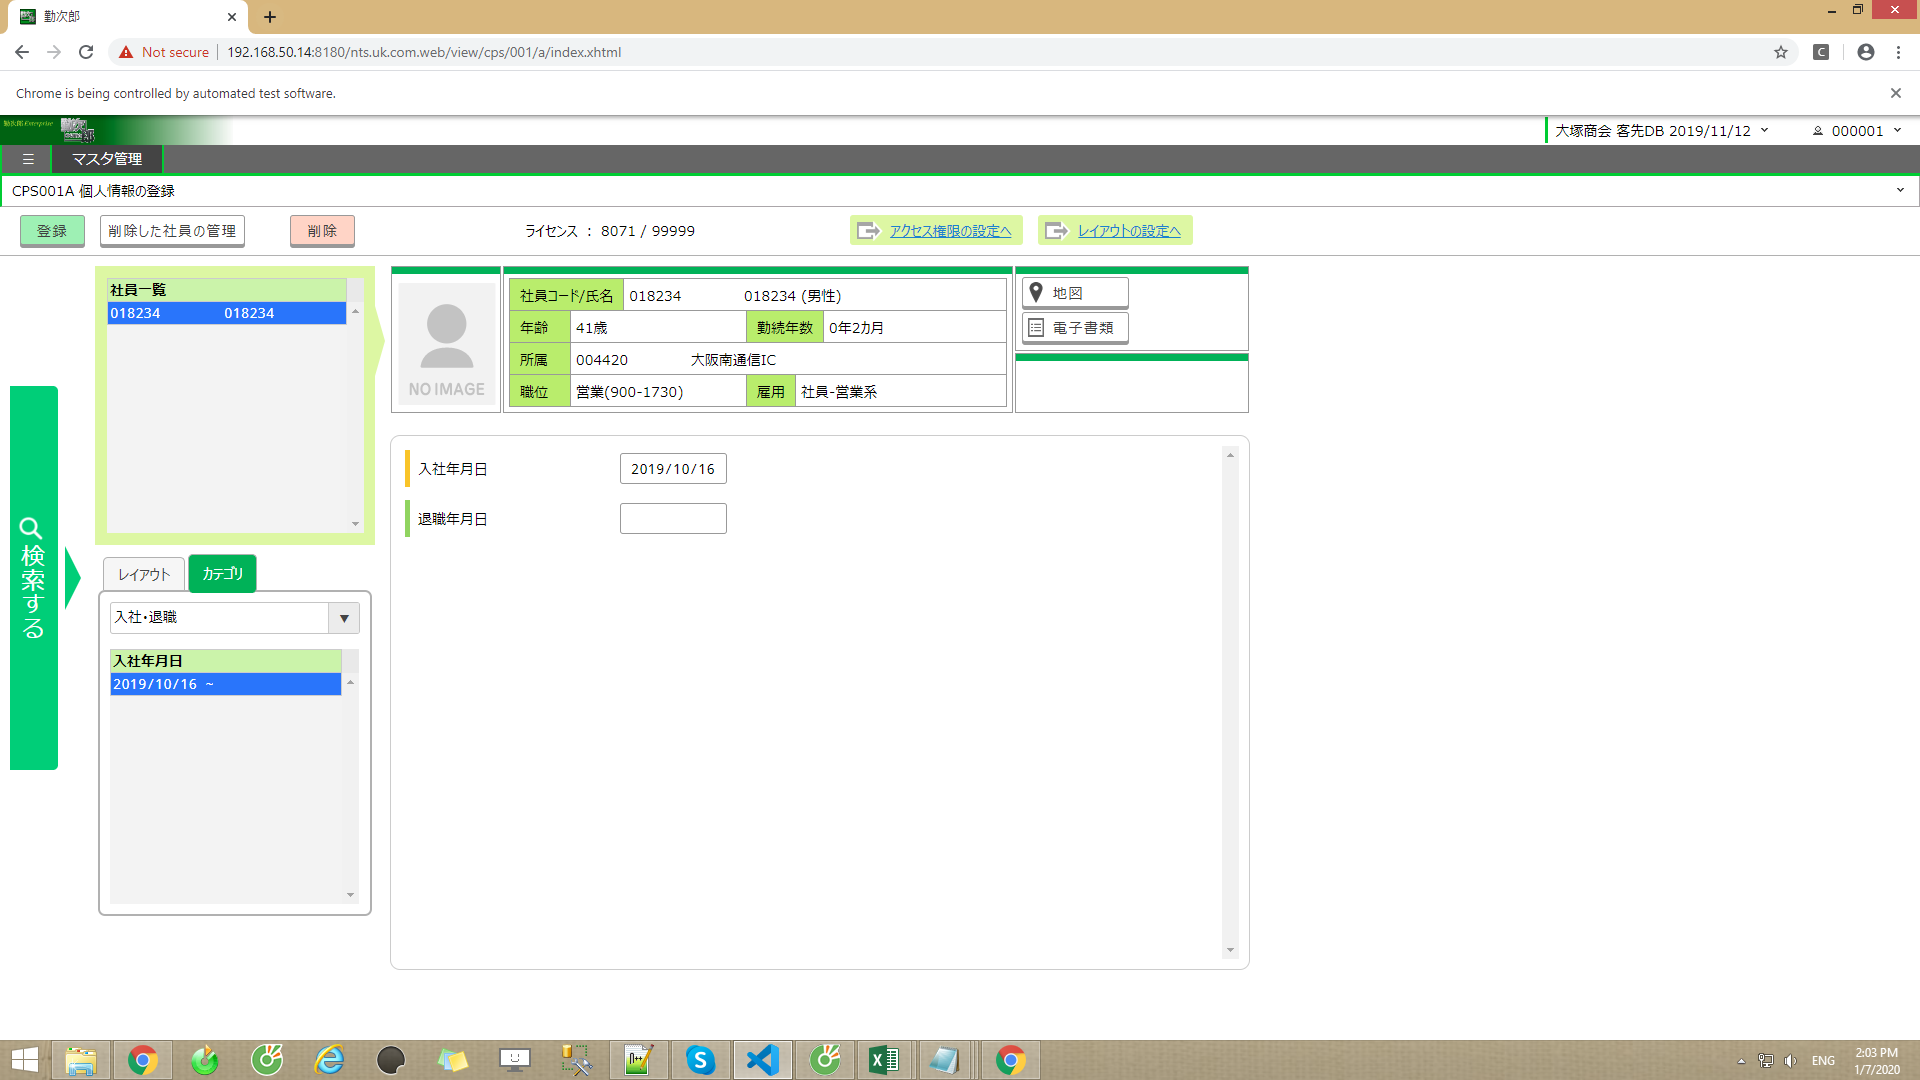 勤次郎
Not secure
192.168.50.14:8180/nts.uk.com.web/view/cps/001/a/index.xhtml
Chrome is being controlled by automated test software.
勤次郎 Enterprise
大塚商会 客先DB 2019/11/12
000001
マスタ管理
CPS001A 個人情報の登録
登録
削除した社員の管理
削除
ライセンス ： 8071 / 99999
アクセス権限の設定へ
レイアウトの設定へ
検索する
社員一覧
018234 018234
レイアウト
カテゴリ
入社・退職
入社年月日
2019/10/16 ~
NO IMAGE
社員コード/氏名 018234 018234 (男性)
年齢 41歳 勤続年数 0年2カ月
所属 004420 大阪南通信IC
職位 営業(900-1730) 雇用 社員-営業系
地図
電子書類
入社年月日 2019/10/16
退職年月日
ENG
2:03 PM
1/7/2020